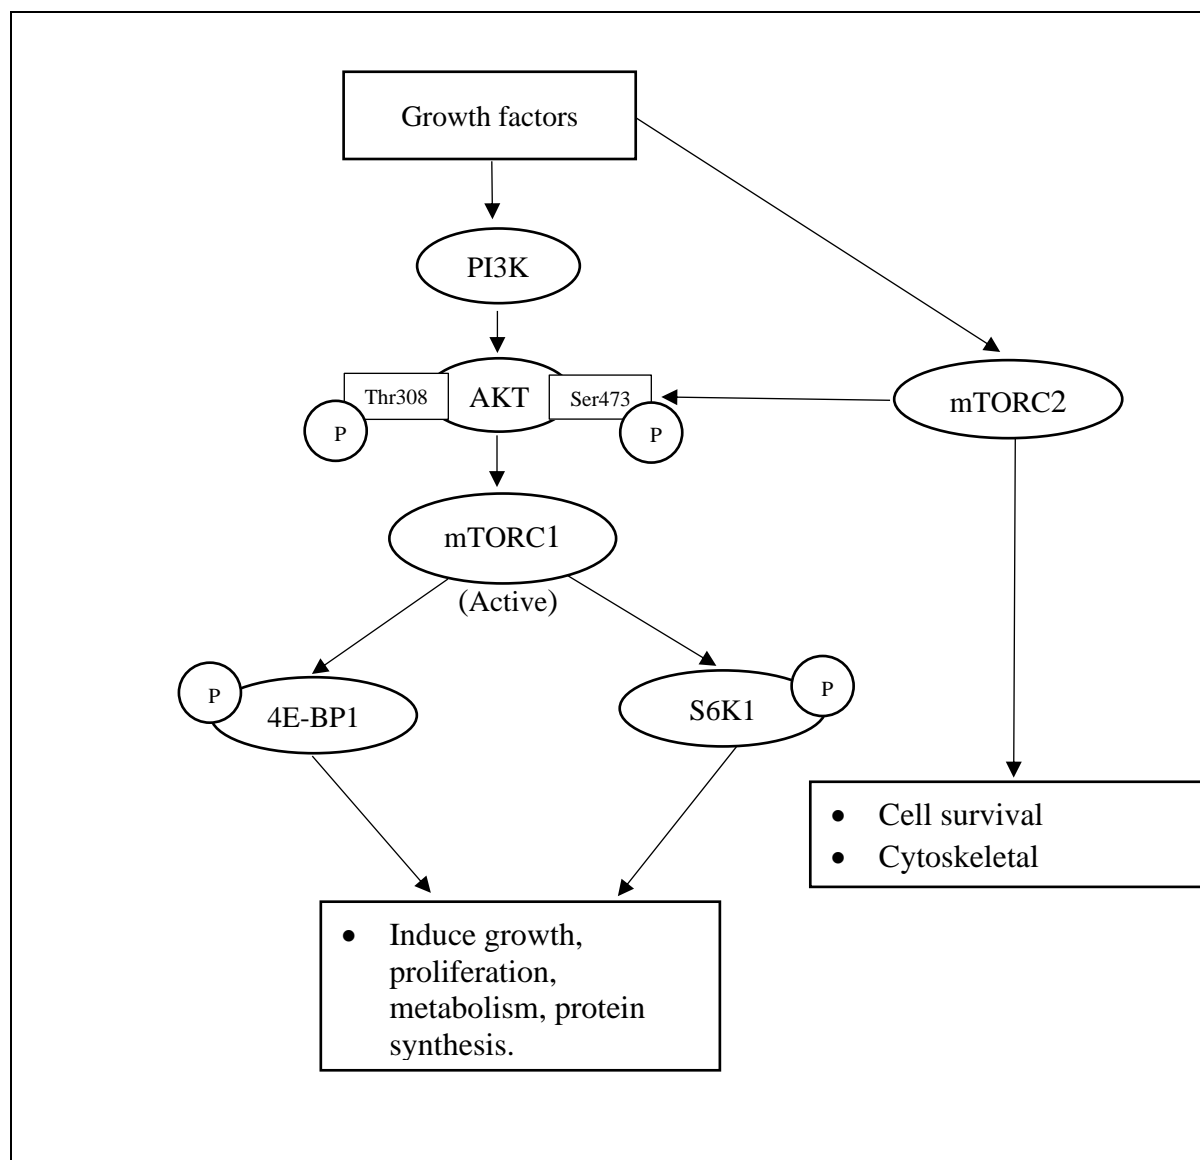 Growth factors
PI3K
Thr308
AKT
Ser473
P
P
mTORC2
mTORC1
(Active)
P
4E-BP1
S6K1
P
• Cell survival
• Cytoskeletal
• Induce growth,
proliferation,
metabolism, protein
synthesis.